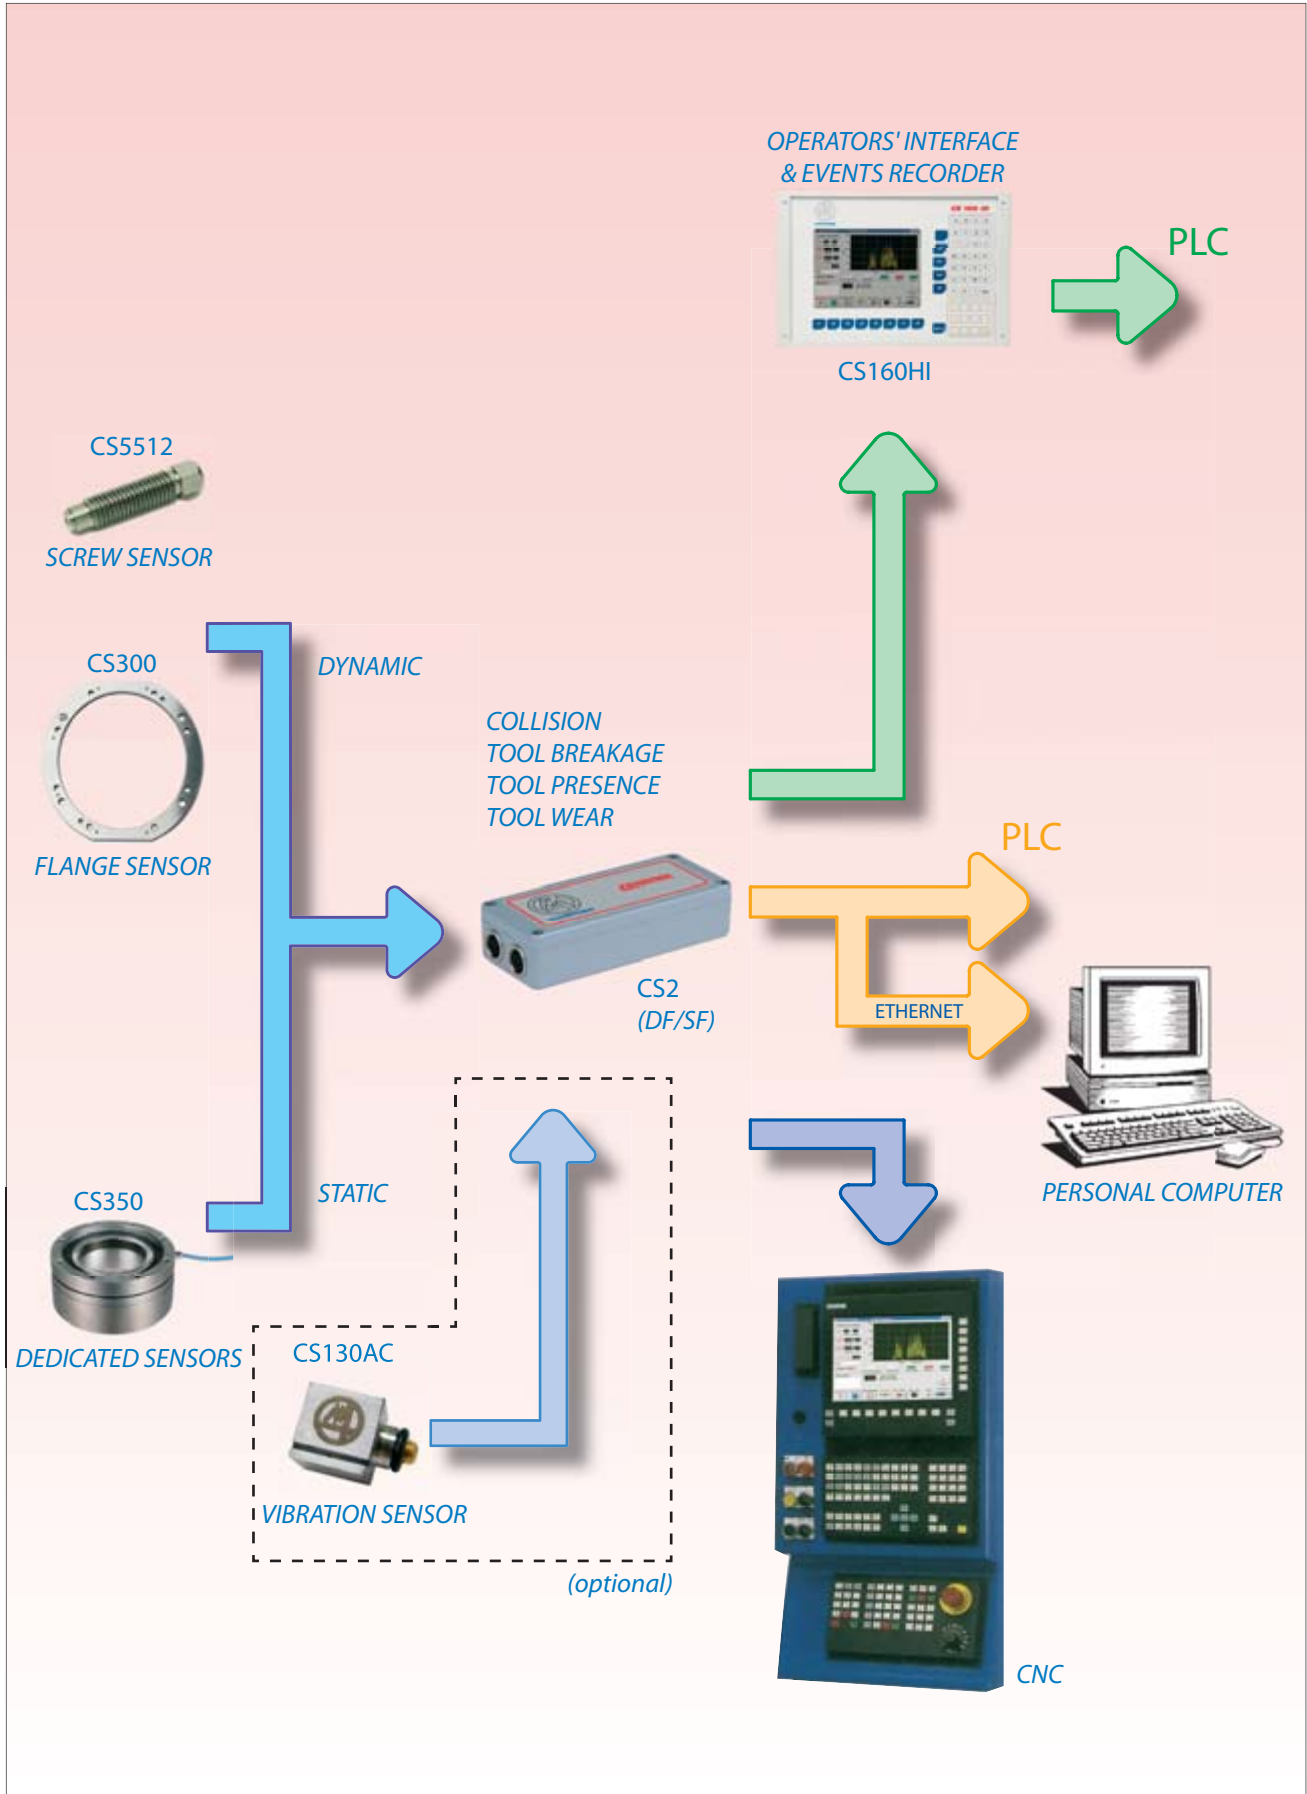 OPERATORS' INTERFACE
& EVENTS RECORDER
PLC
CS160HI
CS5512
SCREW SENSOR
CS300
DYNAMIC
FLANGE SENSOR
COLLISION
TOOL BREAKAGE
TOOL PRESENCE
TOOL WEAR
PLC
CS2
(DF/SF)
ETHERNET
PERSONAL COMPUTER
CS350
STATIC
DEDICATED SENSORS
CS130AC
VIBRATION SENSOR
(optional)
CNC